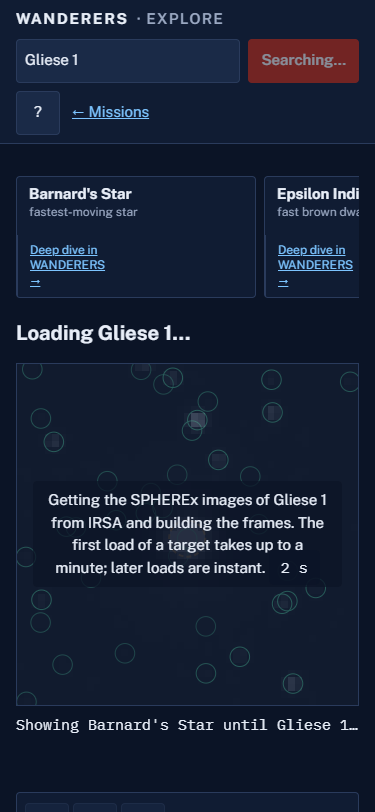 WANDERERS · EXPLORE
Gliese 1
Searching...
?
← Missions
Barnard's Star
fastest-moving star
Deep dive in
WANDERERS
→
Epsilon Indi
fast brown dwa
Deep dive in
WANDERERS
→
Loading Gliese 1...
Getting the SPHEREx images of Gliese 1
from IRSA and building the frames. The
first load of a target takes up to a
minute; later loads are instant. 2 s
Showing Barnard's Star until Gliese 1…